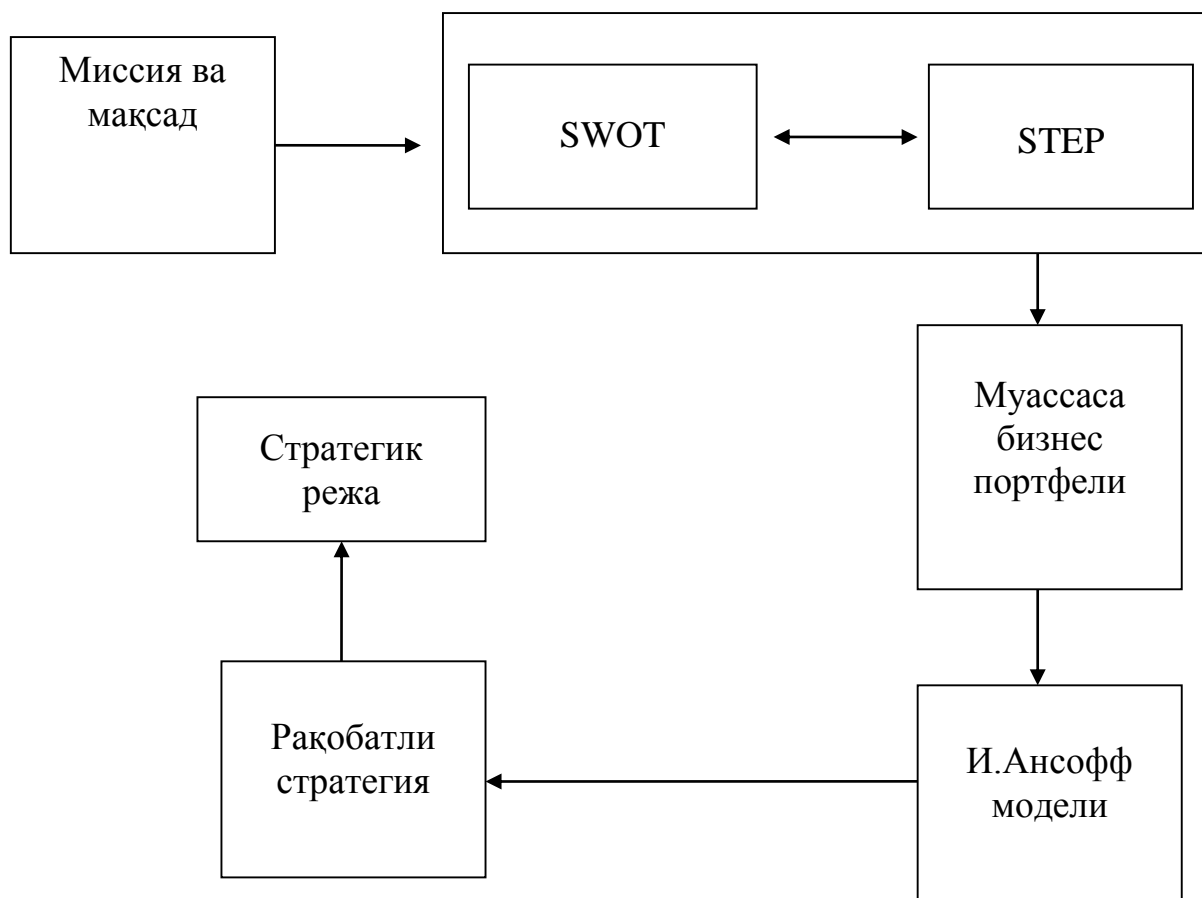 Миссия ва
мақсад
SWOT
STEP
Муассаса
бизнес
портфели
Стратегик
режа
Рақобатли
стратегия
И.Ансофф
модели